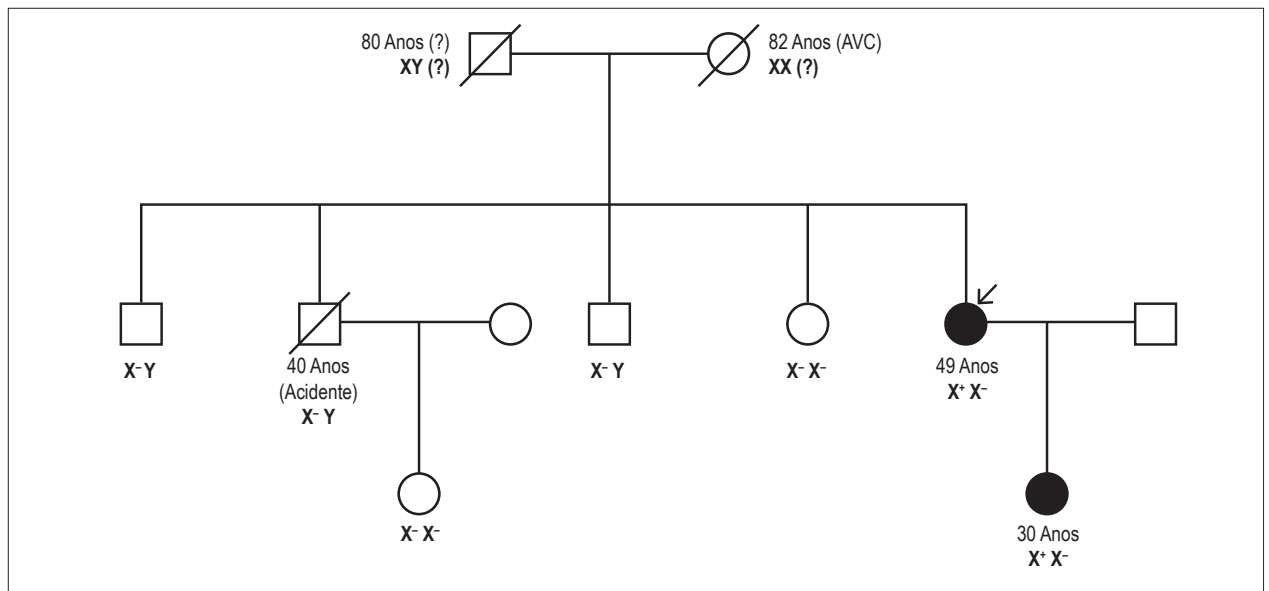 80 Anos (?)
XY (?)
82 Anos (AVC)
XX (?)
X- Y
40 Anos
(Acidente)
X- Y
X- Y
X- X-
49 Anos
X+ X-
X- X-
30 Anos
X+ X-